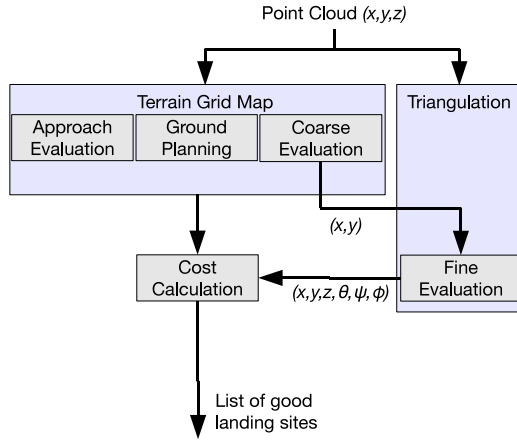 Point Cloud (x,y,z)
Terrain Grid Map
Triangulation
Approach
Evaluation
Ground
Planning
Coarse
Evaluation
(x,y)
Cost
Calculation
(x,y,z,θ,ψ,ϕ)
Fine
Evaluation
List of good
landing sites